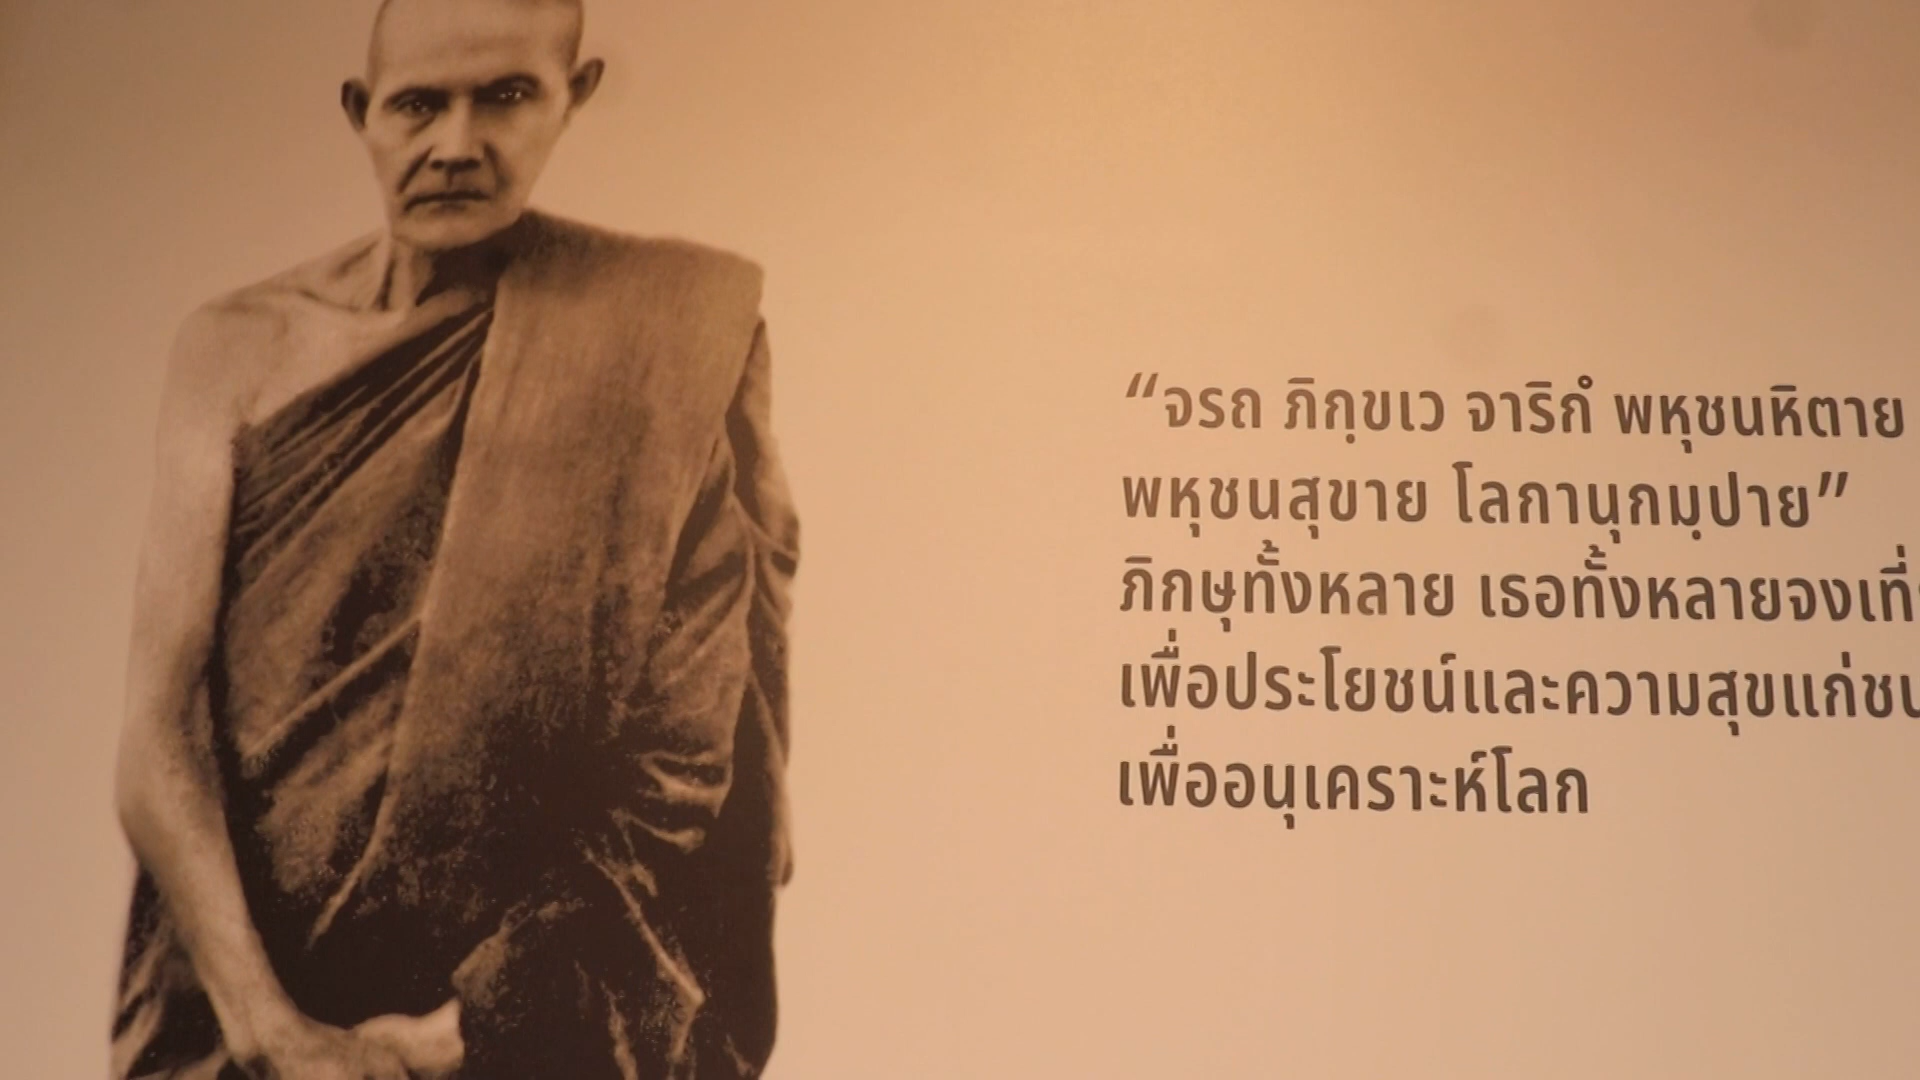 “จรถ ภิกฺขเว จาริกํ พหุชนหิตาย
พหุชนสุขาย โลกานุกมฺปาย”
ภิกษุทั้งหลาย เธอทั้งหลายจง
เพื่อประโยชน์และความสุขแก่
เพื่ออนุเคราะห์โลก